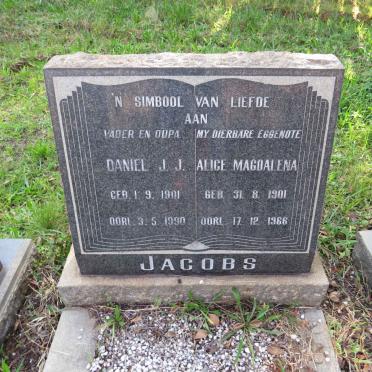 'N SIMBOOL VAN LIEFDE
AAN
VADER EN OUPA
DANIEL J. J.
GEB. 1. 9. 1901
OORL. 3. 5. 1990
MY DIERBARE EGGENOTE
ALICE MAGDALENA
GEB. 31. 8. 1901
OORL. 17. 12. 1966
JACOBS